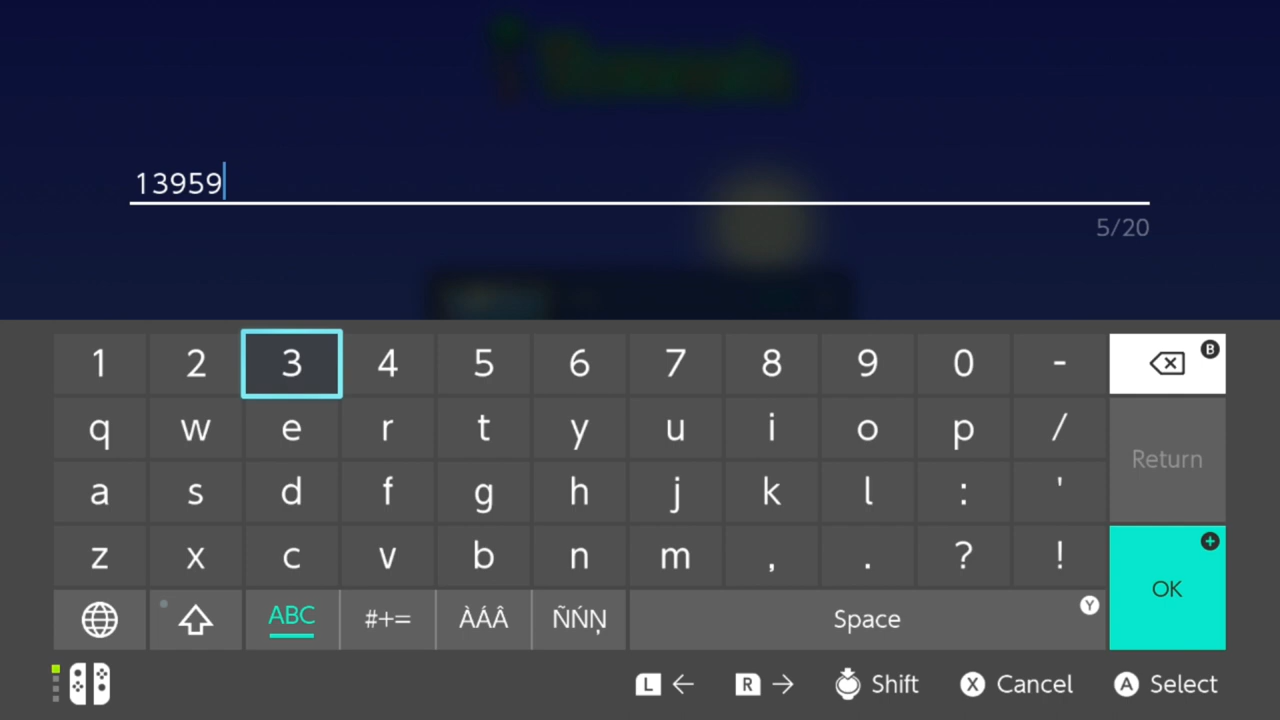 13959
5/20
1 2 3 4 5 6 7 8 9 0 - B
q w e r t y u i o p /
Return
a s d f g h j k l : '
z x c v b n m , . ? ! +
OK
ABC #+= ÀÁÂ ÑŃŅ Space Y
L ← R → Shift X Cancel A Select